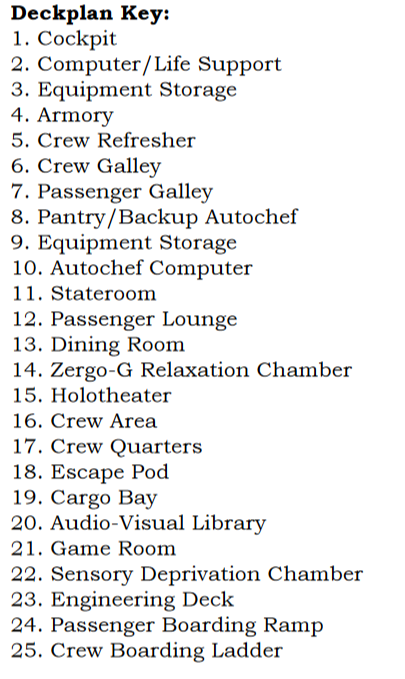 Deckplan Key:
1. Cockpit
2. Computer/Life Support
3. Equipment Storage
4. Armory
5. Crew Refresher
6. Crew Galley
7. Passenger Galley
8. Pantry/Backup Autochef
9. Equipment Storage
10. Autochef Computer
11. Stateroom
12. Passenger Lounge
13. Dining Room
14. Zergo-G Relaxation Chamber
15. Holotheater
16. Crew Area
17. Crew Quarters
18. Escape Pod
19. Cargo Bay
20. Audio-Visual Library
21. Game Room
22. Sensory Deprivation Chamber
23. Engineering Deck
24. Passenger Boarding Ramp
25. Crew Boarding Ladder